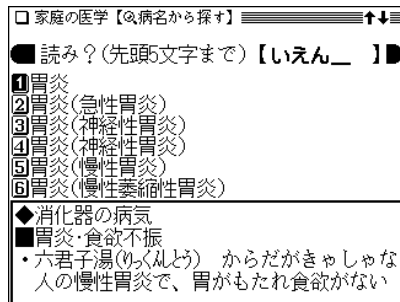 家庭の医学【病名から探す】
読み?(先頭5文字まで)【いえん__ 】
1胃炎
2胃炎(急性胃炎)
3胃炎(神経性胃炎)
4胃炎(神経性胃炎)
5胃炎(慢性胃炎)
6胃炎(慢性萎縮性胃炎)
◆消化器の病気
■胃炎・食欲不振
・六君子湯(りっくんしとう) からだがきゃしゃな
人の慢性胃炎で、胃がもたれ食欲がない